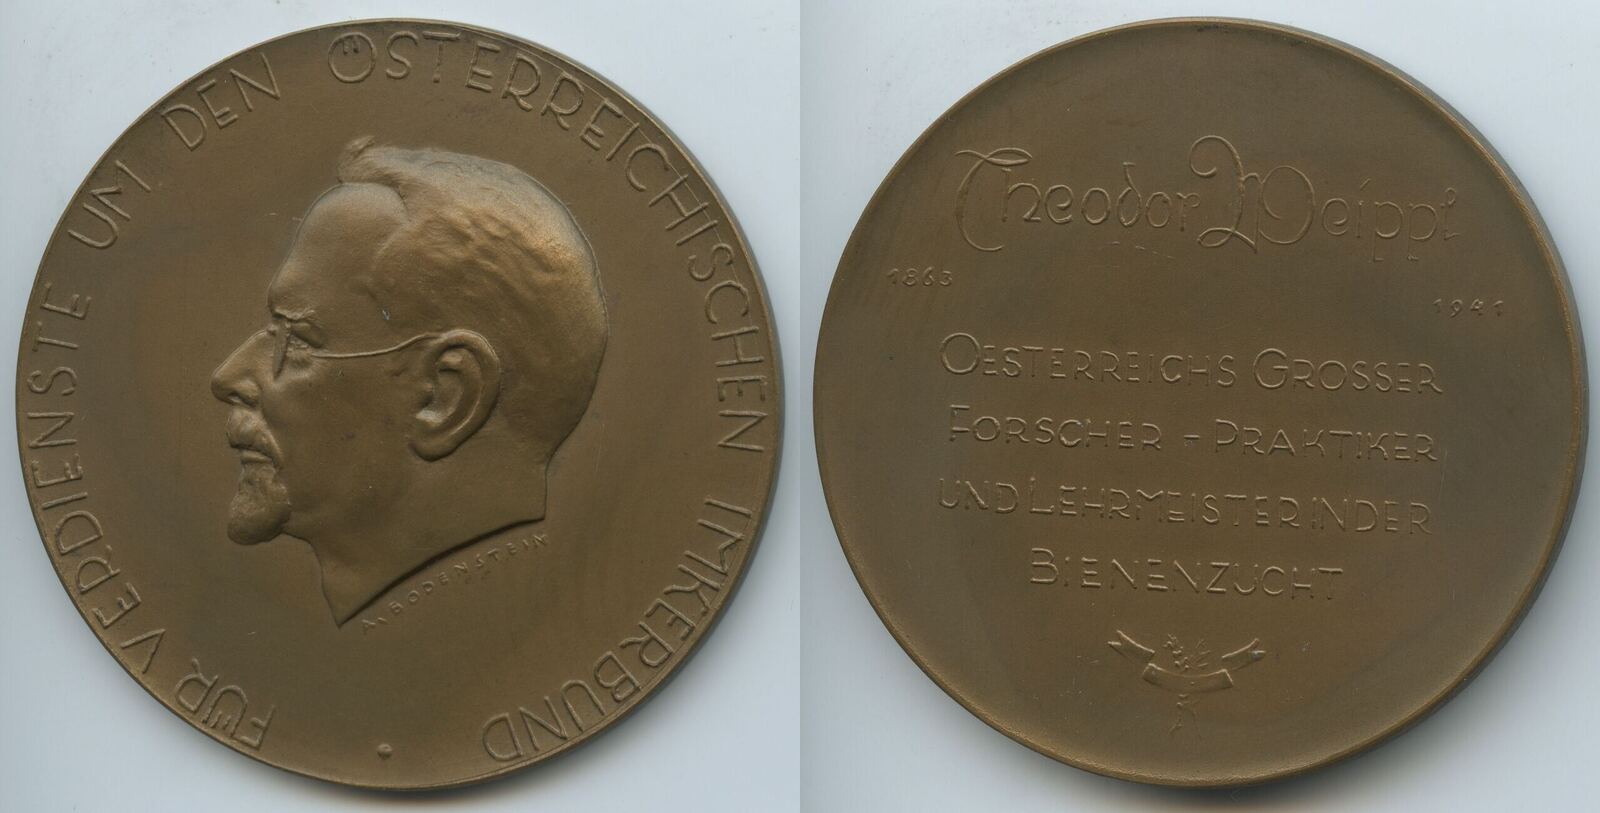 FÜR VERDIENSTE UM DEN ÖSTERREICHISCHEN IMKERBUND
A. BODENSTEIN
Theodor Weippl
1863
1941
OESTERREICHS GROSSER
FORSCHER - PRAKTIKER
UND LEHRMEISTER IN DER
BIENENZUCHT